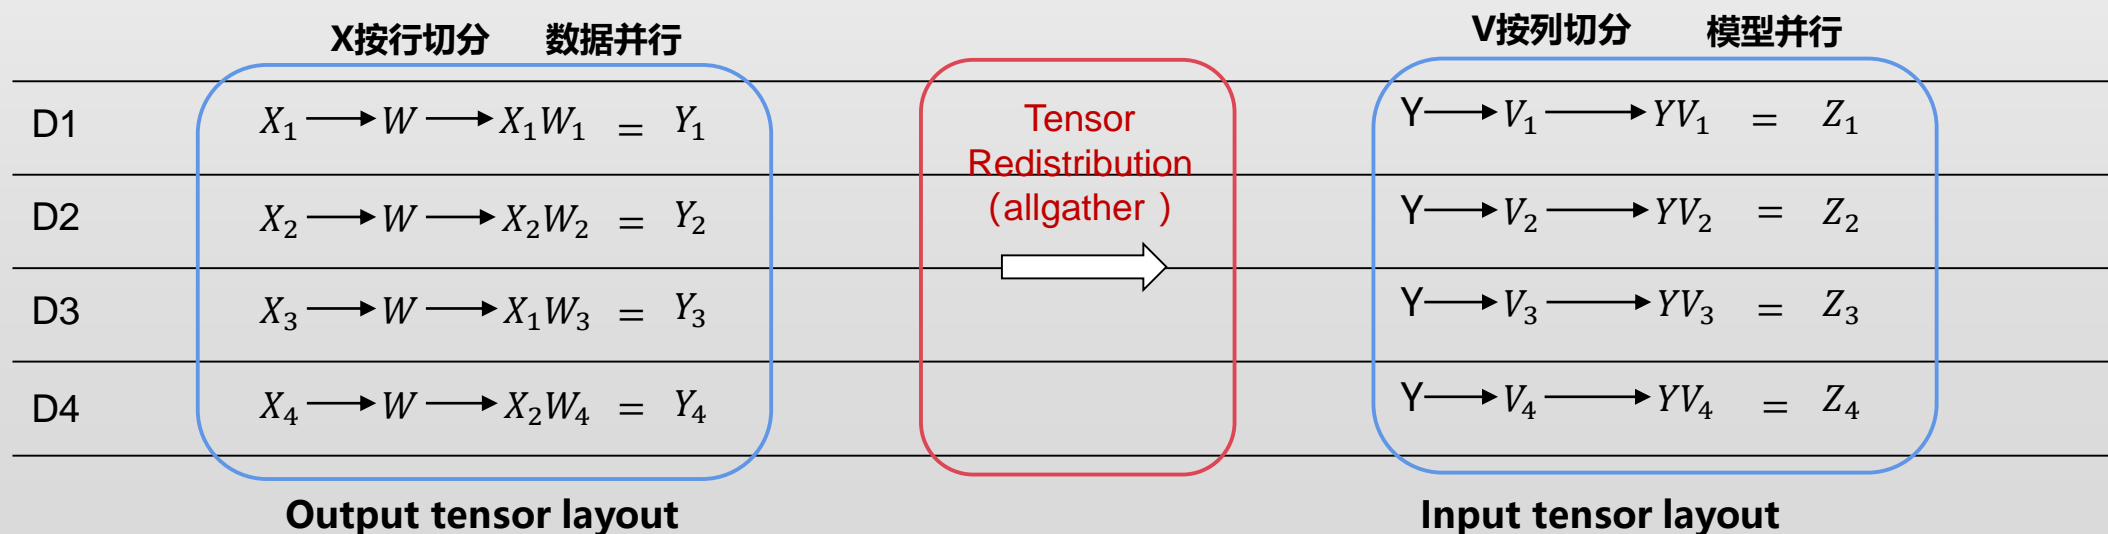 X按行切分 数据并行
V按列切分 模型并行
D1 X₁ → W → X₁W₁ = Y₁
D2 X₂ → W → X₂W₂ = Y₂
D3 X₃ → W → X₁W₃ = Y₃
D4 X₄ → W → X₂W₄ = Y₄
Tensor
Redistribution
(allgather )
Y → V₁ → YV₁ = Z₁
Y → V₂ → YV₂ = Z₂
Y → V₃ → YV₃ = Z₃
Y → V₄ → YV₄ = Z₄
Output tensor layout
Input tensor layout